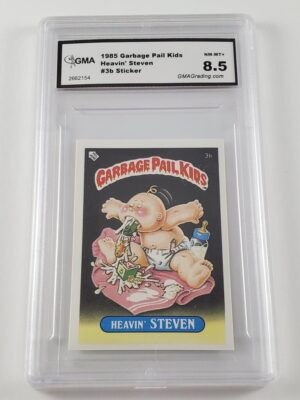 GMA
2662154
1985 Garbage Pail Kids
Heavin' Steven
#3b Sticker
NM-MT+
8.5
GMAGrading.com
3b
GARBAGE PAIL KIDS
HEAVIN' STEVEN